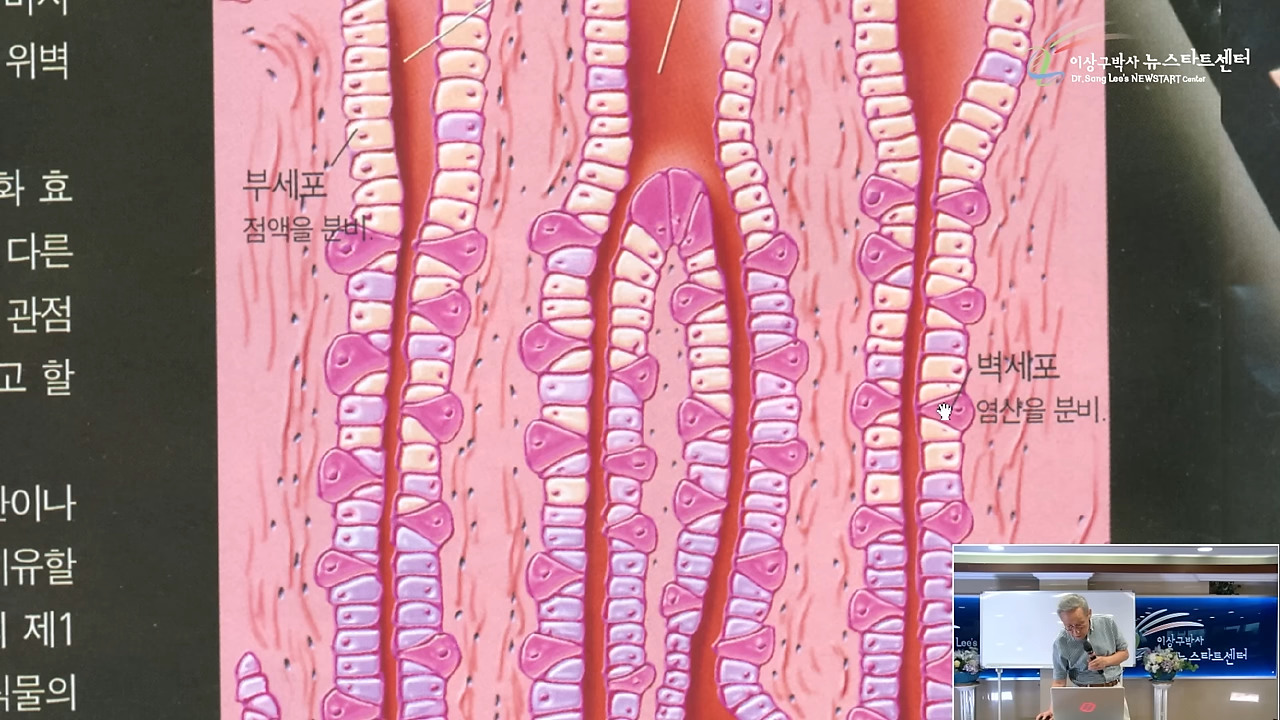 위벽
화 효
다른
관점
고 할
이나
유할
제1
물의
부세포
점액을 분비.
벽세포
염산을 분비.
이상구박사 뉴스타트센터
Dr.Sang Lee's NEWSTART Center
Lee's
이상구박사
뉴스타트센터